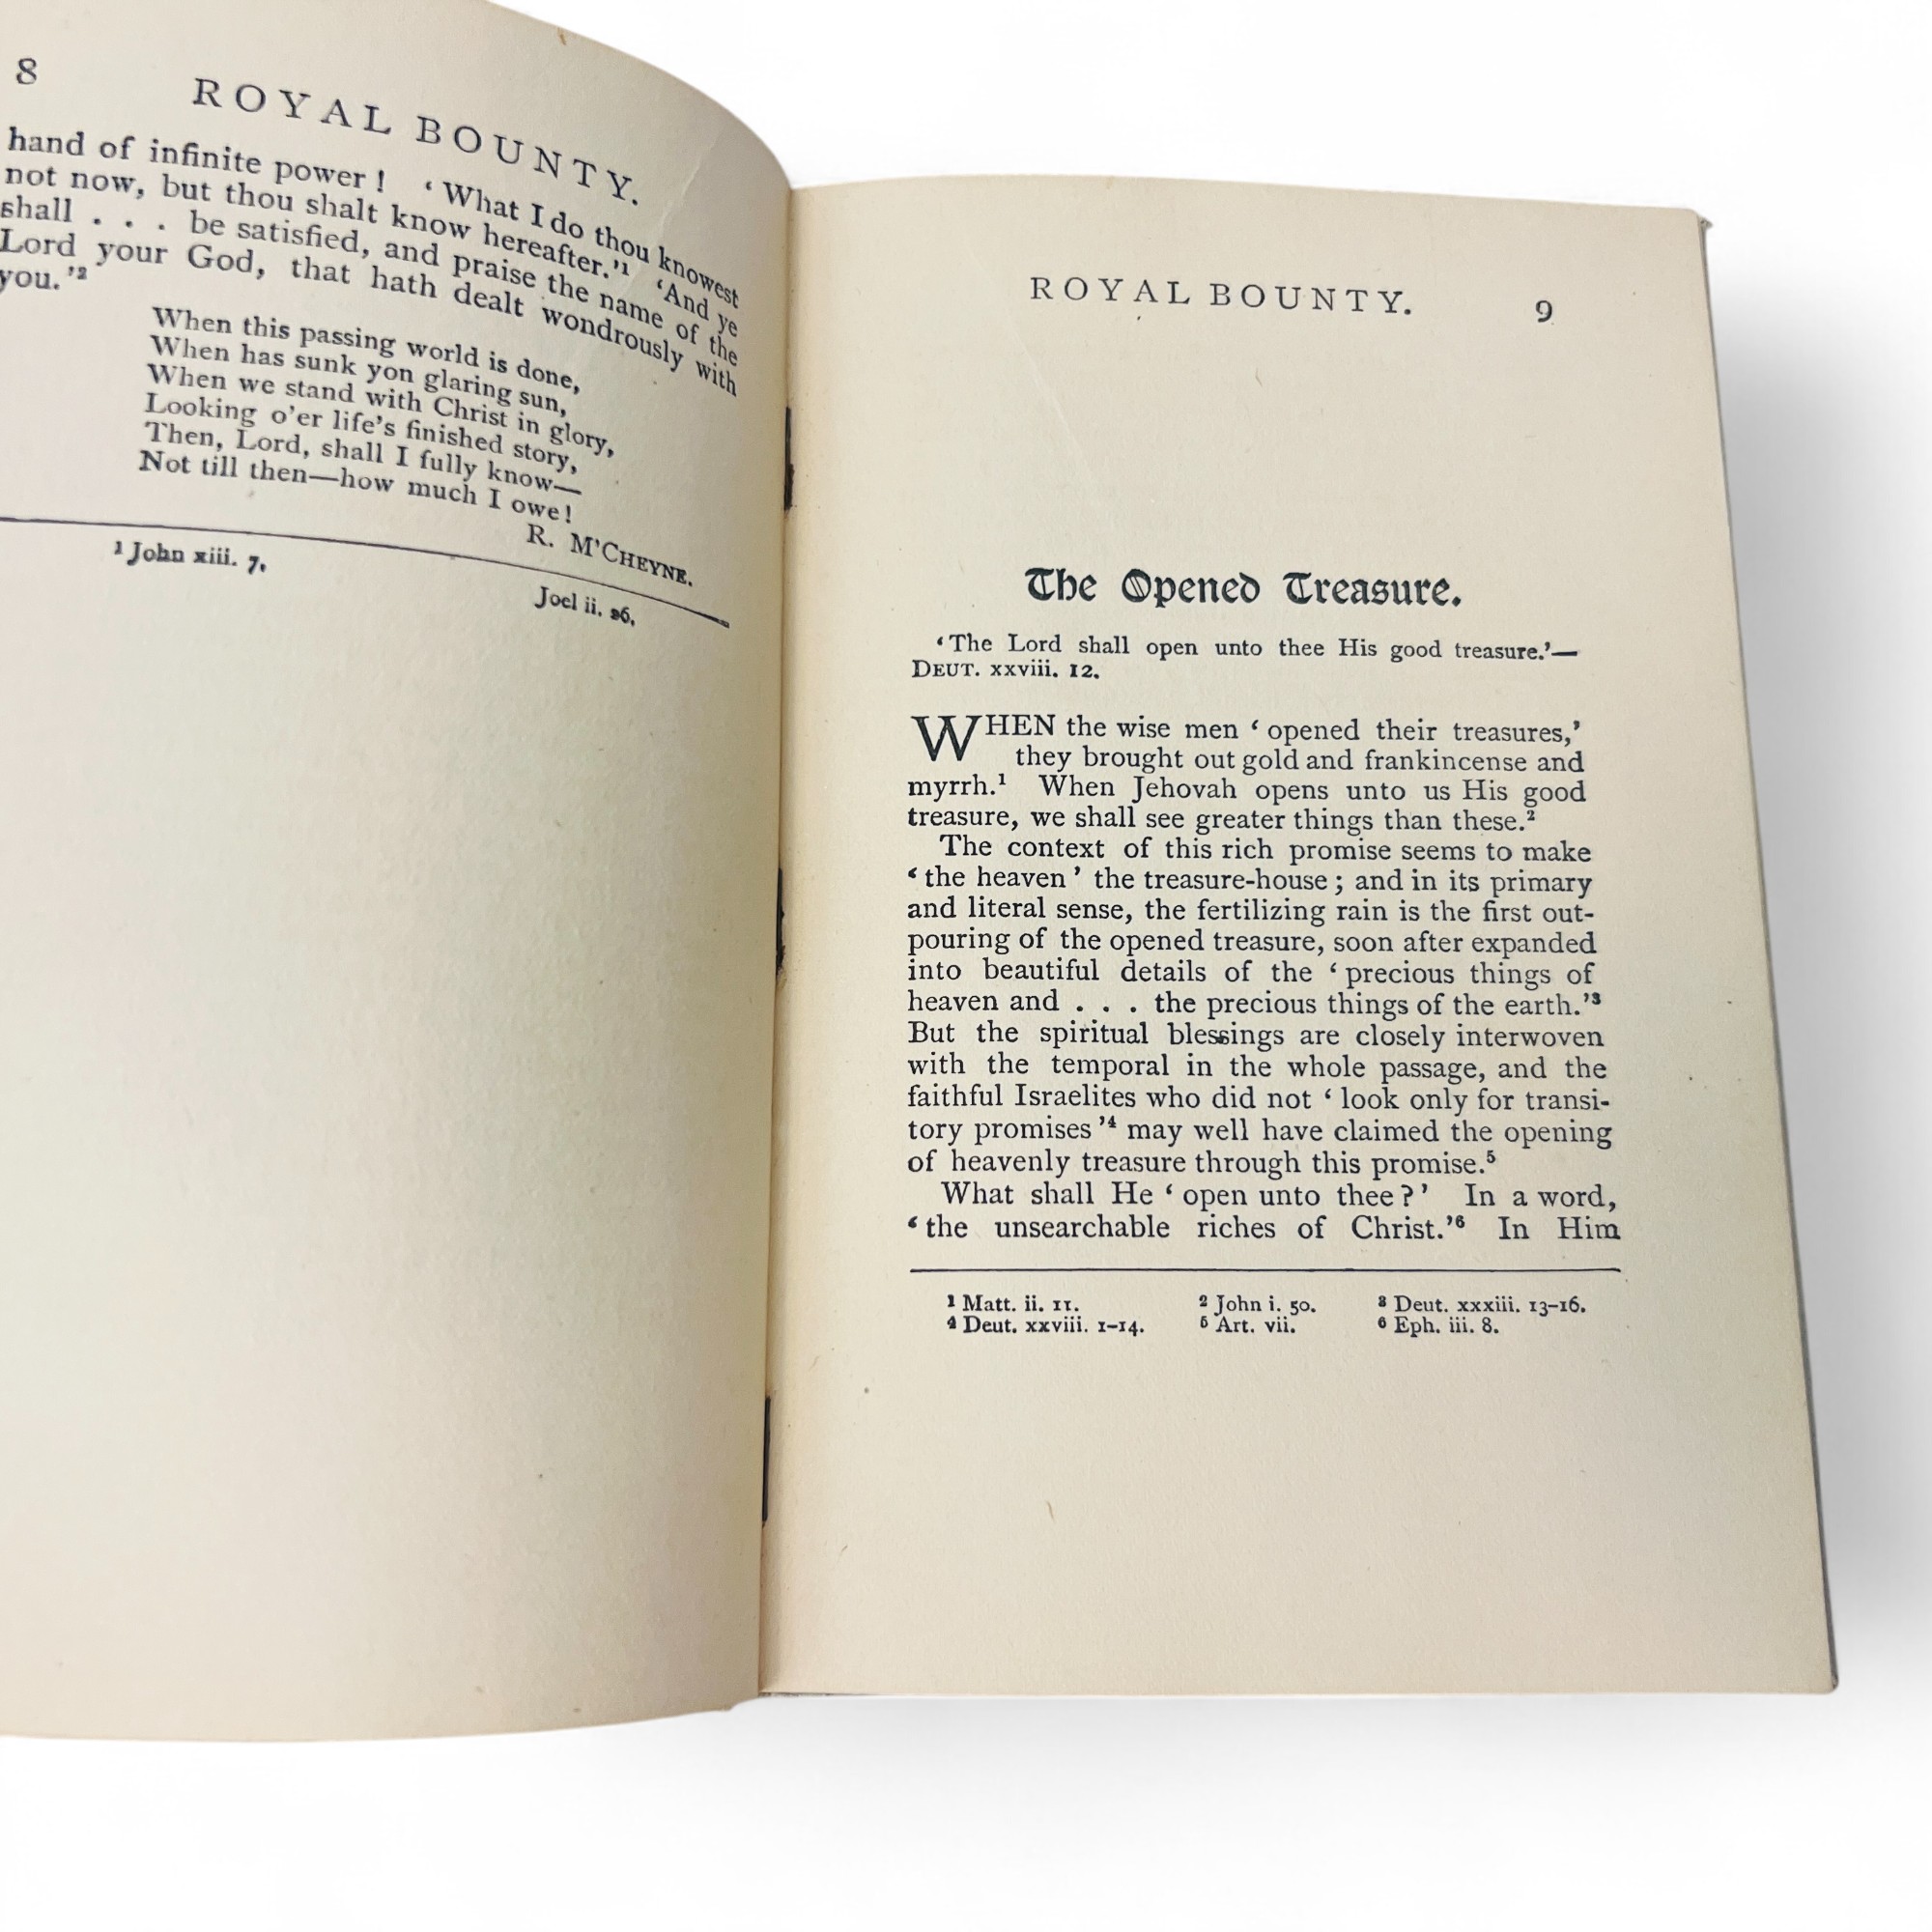 8 ROYAL BOUNTY.
hand of infinite power! ‘What I do thou knowest
not now, but thou shalt know hereafter.’¹ ‘And ye
shall . . . be satisfied, and praise the name of the
Lord your God, that hath dealt wondrously with
you.’²
When this passing world is done,
When has sunk yon glaring sun,
When we stand with Christ in glory,
Looking o’er life’s finished story,
Then, Lord, shall I fully know—
Not till then—how much I owe!
R. M‘CHEYNE.
¹ John xiii. 7. Joel ii. 26.
ROYAL BOUNTY. 9
The Opened Treasure.
‘The Lord shall open unto thee His good treasure.’—
DEUT. xxviii. 12.
WHEN the wise men ‘opened their treasures,’
they brought out gold and frankincense and
myrrh.¹ When Jehovah opens unto us His good
treasure, we shall see greater things than these.²
The context of this rich promise seems to make
‘the heaven’ the treasure-house; and in its primary
and literal sense, the fertilizing rain is the first out-
pouring of the opened treasure, soon after expanded
into beautiful details of the ‘precious things of
heaven and . . . the precious things of the earth.’³
But the spiritual blessings are closely interwoven
with the temporal in the whole passage, and the
faithful Israelites who did not ‘look only for transi-
tory promises’⁴ may well have claimed the opening
of heavenly treasure through this promise.⁵
What shall He ‘open unto thee?’ In a word,
‘the unsearchable riches of Christ.’⁶ In Him
¹ Matt. ii. 11. ² John i. 50. ³ Deut. xxxiii. 13-16.
⁴ Deut. xxviii. 1-14. ⁵ Art. vii. ⁶ Eph. iii. 8.